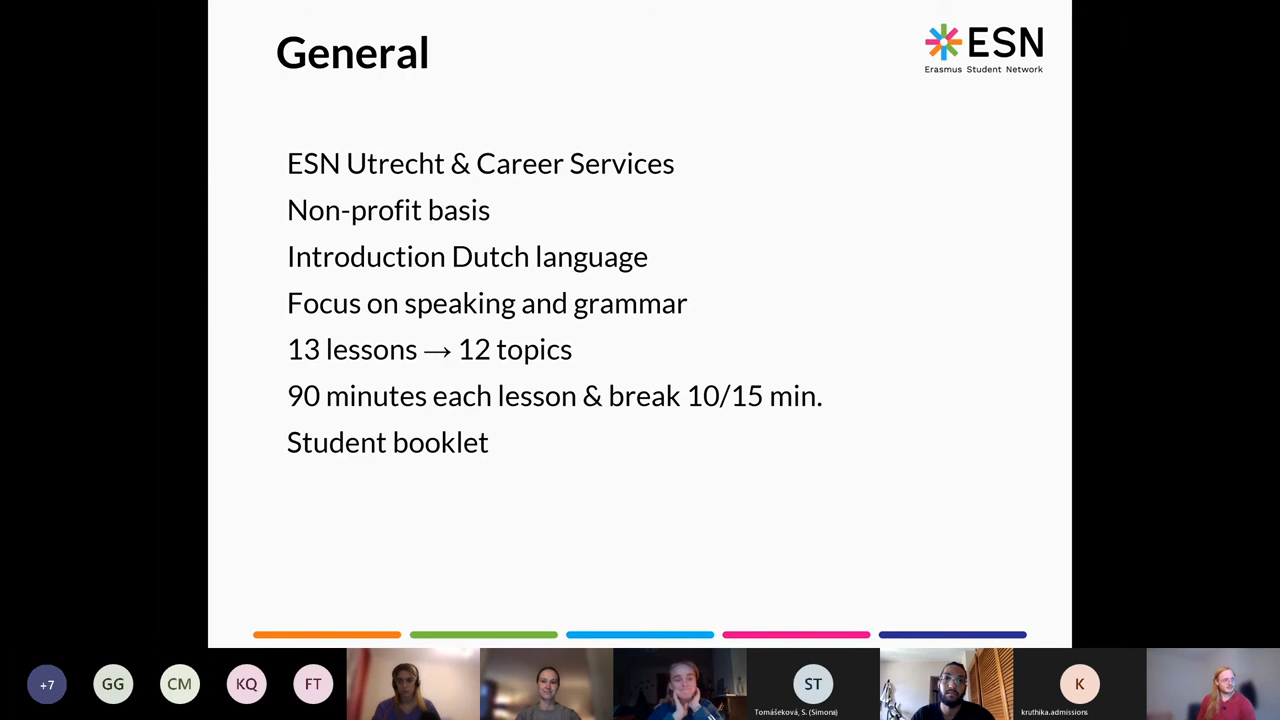 General
ESN
Erasmus Student Network
ESN Utrecht & Career Services
Non-profit basis
Introduction Dutch language
Focus on speaking and grammar
13 lessons → 12 topics
90 minutes each lesson & break 10/15 min.
Student booklet
+7
GG
CM
KQ
FT
ST
Tomášeková, S. (Simona)
K
kruthika.admissions